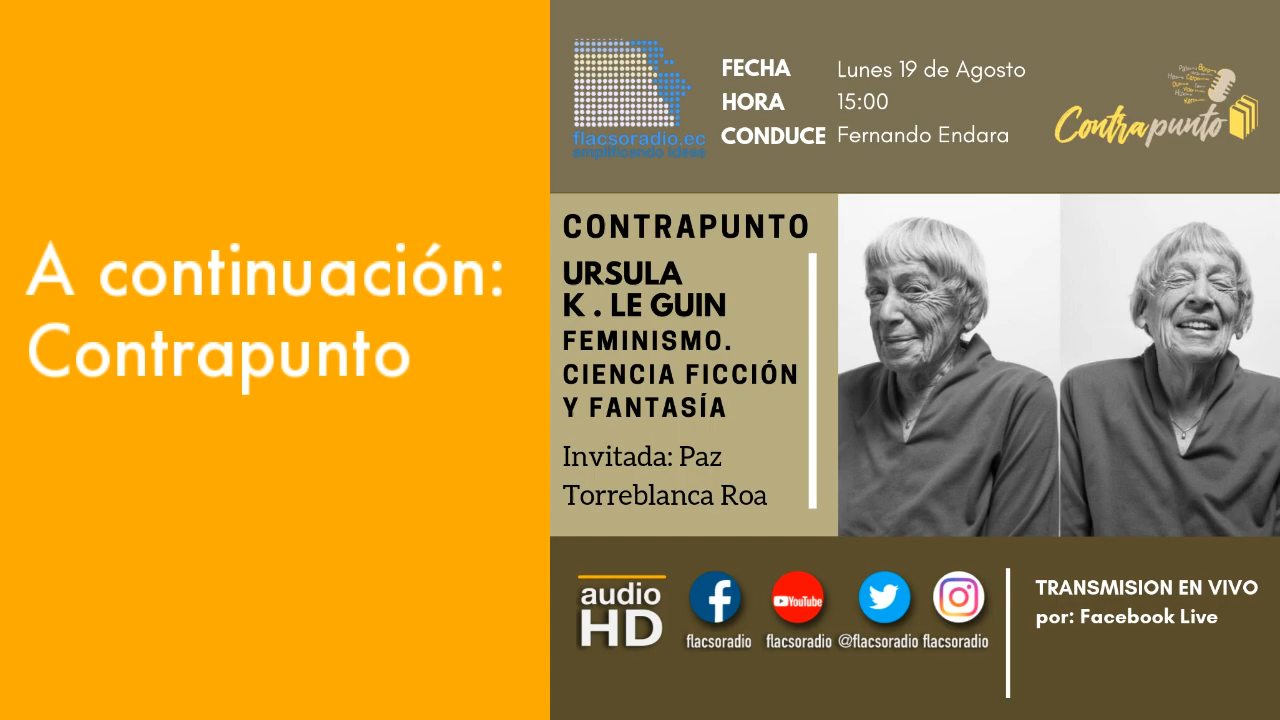 A continuación:
Contrapunto
flacsoradio.ec
amplificando ideas
FECHA Lunes 19 de Agosto
HORA 15:00
CONDUCE Fernando Endara
Contrapunto
CONTRAPUNTO
URSULA
K . LE GUIN
FEMINISMO.
CIENCIA FICCIÓN
Y FANTASÍA
Invitada: Paz
Torreblanca Roa
audio
HD
YouTube
flacsoradio flacsoradio @flacsoradio flacsoradio
TRANSMISION EN VIVO
por: Facebook Live